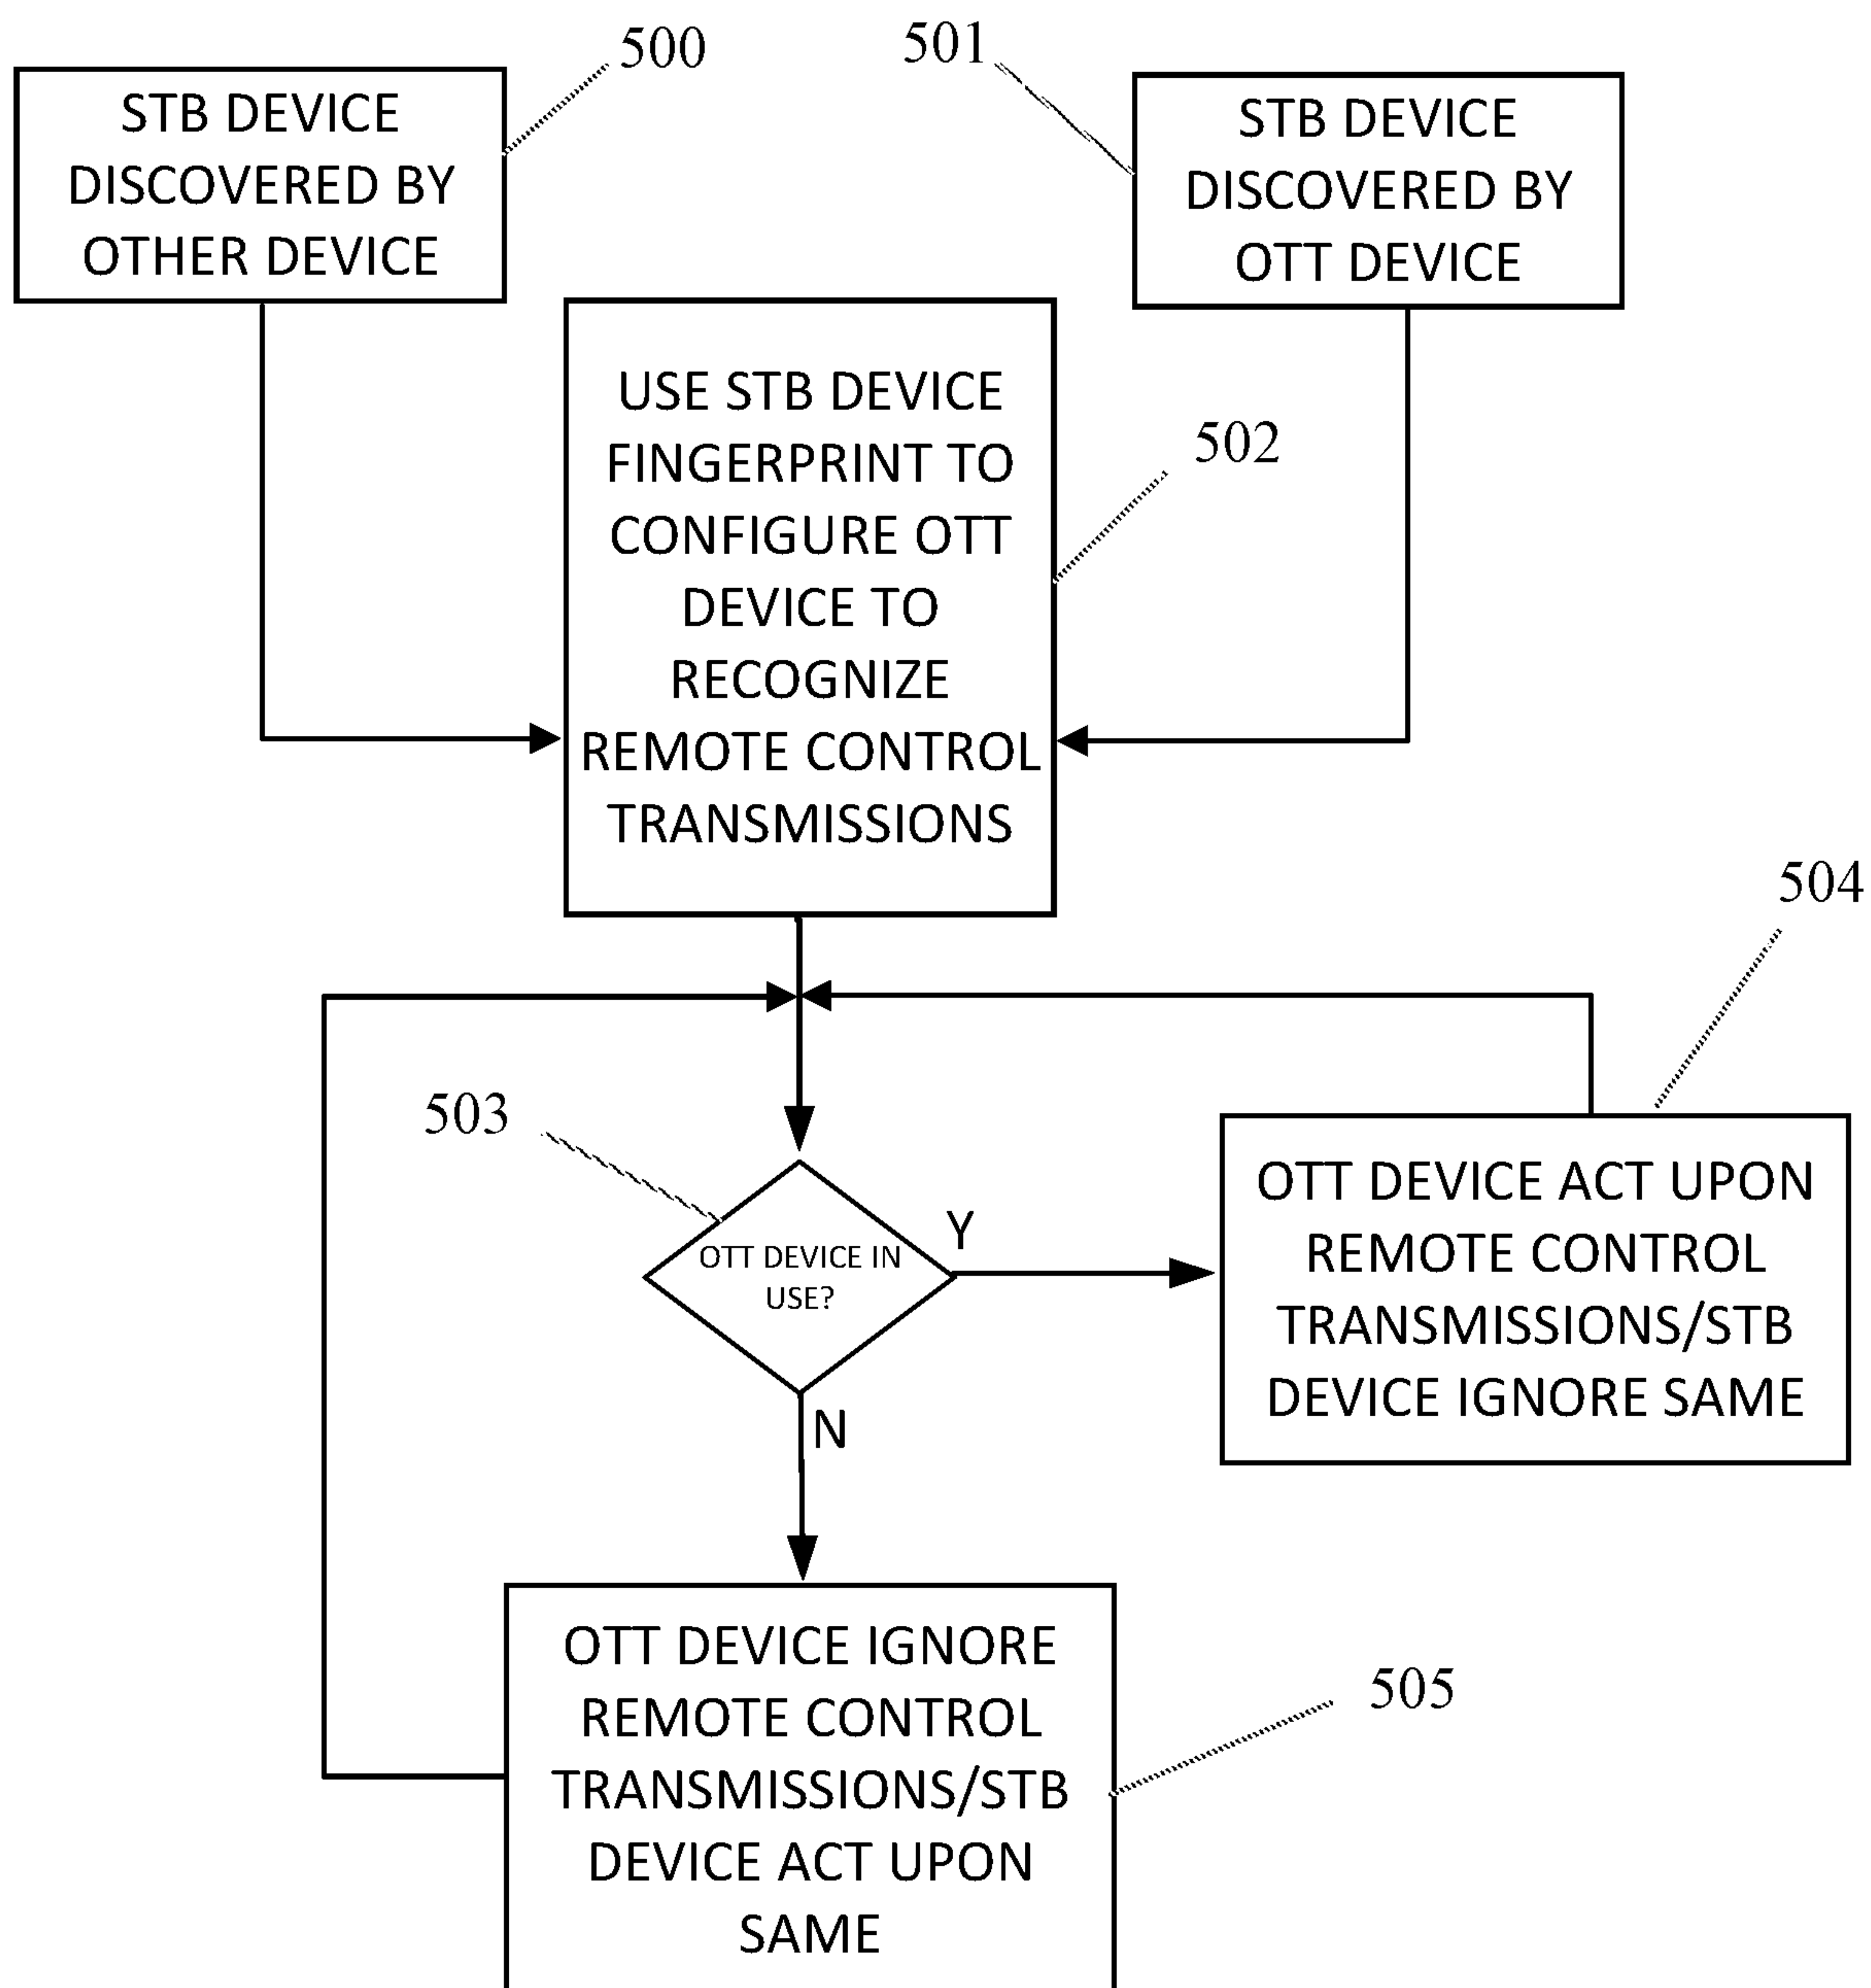 500
501
STB DEVICE
DISCOVERED BY
OTHER DEVICE
STB DEVICE
DISCOVERED BY
OTT DEVICE
USE STB DEVICE
FINGERPRINT TO
CONFIGURE OTT
DEVICE TO
RECOGNIZE
REMOTE CONTROL
TRANSMISSIONS
502
504
503
OTT DEVICE IN
USE?
Y
N
OTT DEVICE ACT UPON
REMOTE CONTROL
TRANSMISSIONS/STB
DEVICE IGNORE SAME
OTT DEVICE IGNORE
REMOTE CONTROL
TRANSMISSIONS/STB
DEVICE ACT UPON
SAME
505